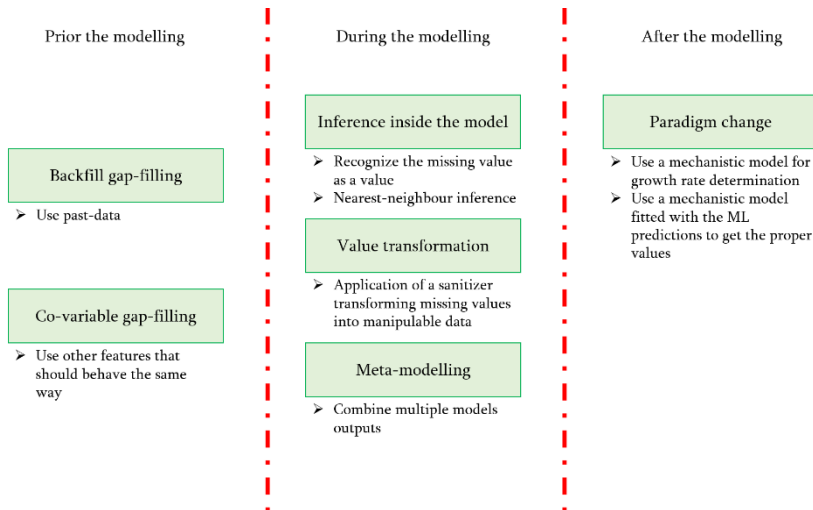 Prior the modelling
Backfill gap-filling
➢ Use past-data
Co-variable gap-filling
➢ Use other features that
should behave the same
way
During the modelling
Inference inside the model
➢ Recognize the missing value
as a value
➢ Nearest-neighbour inference
Value transformation
➢ Application of a sanitizer
transforming missing values
into manipulable data
Meta-modelling
➢ Combine multiple models
outputs
After the modelling
Paradigm change
➢ Use a mechanistic model for
growth rate determination
➢ Use a mechanistic model
fitted with the ML
predictions to get the proper
values